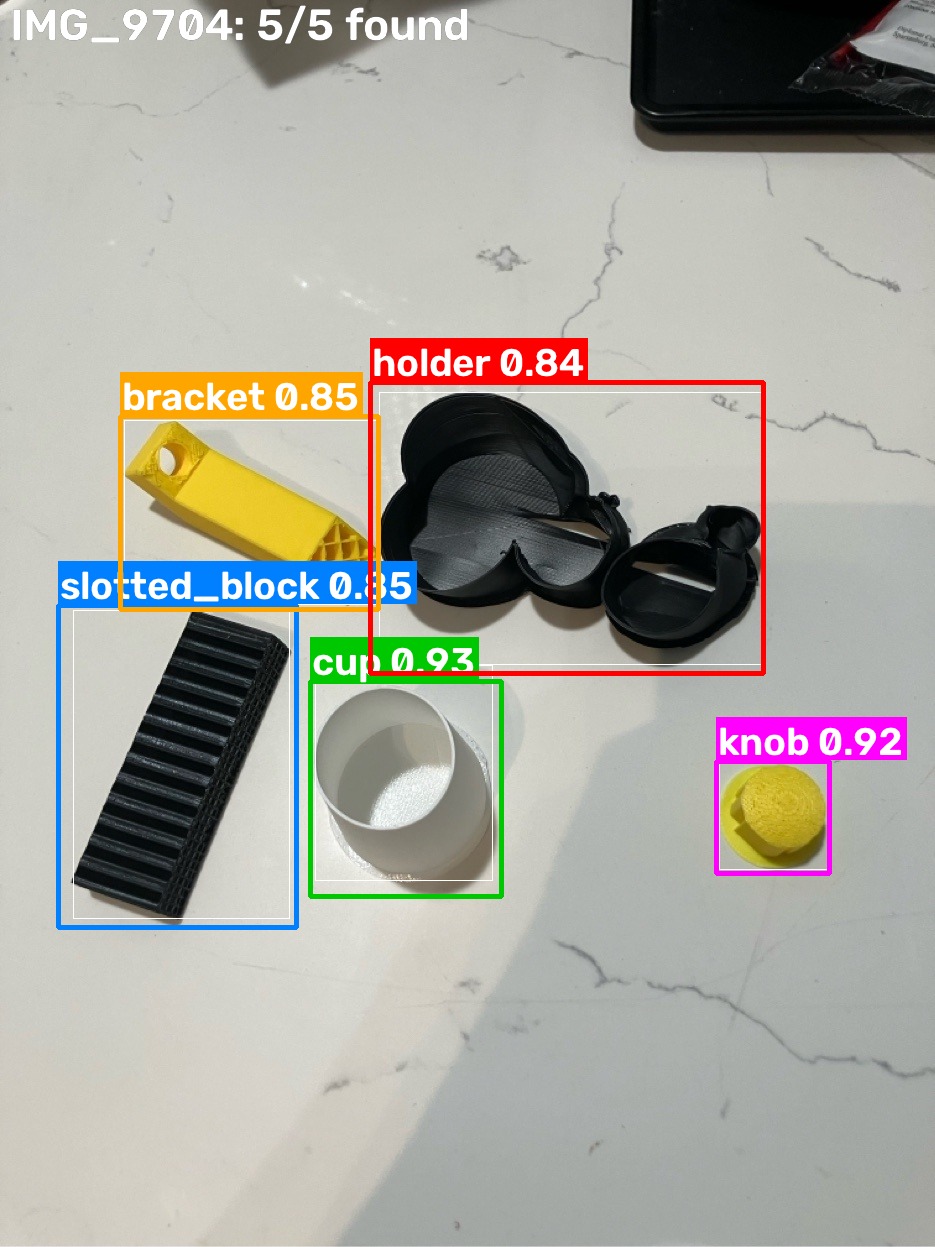 IMG_9704: 5/5 found
holder 0.84
bracket 0.85
slotted_block 0.85
cup 0.93
knob 0.92